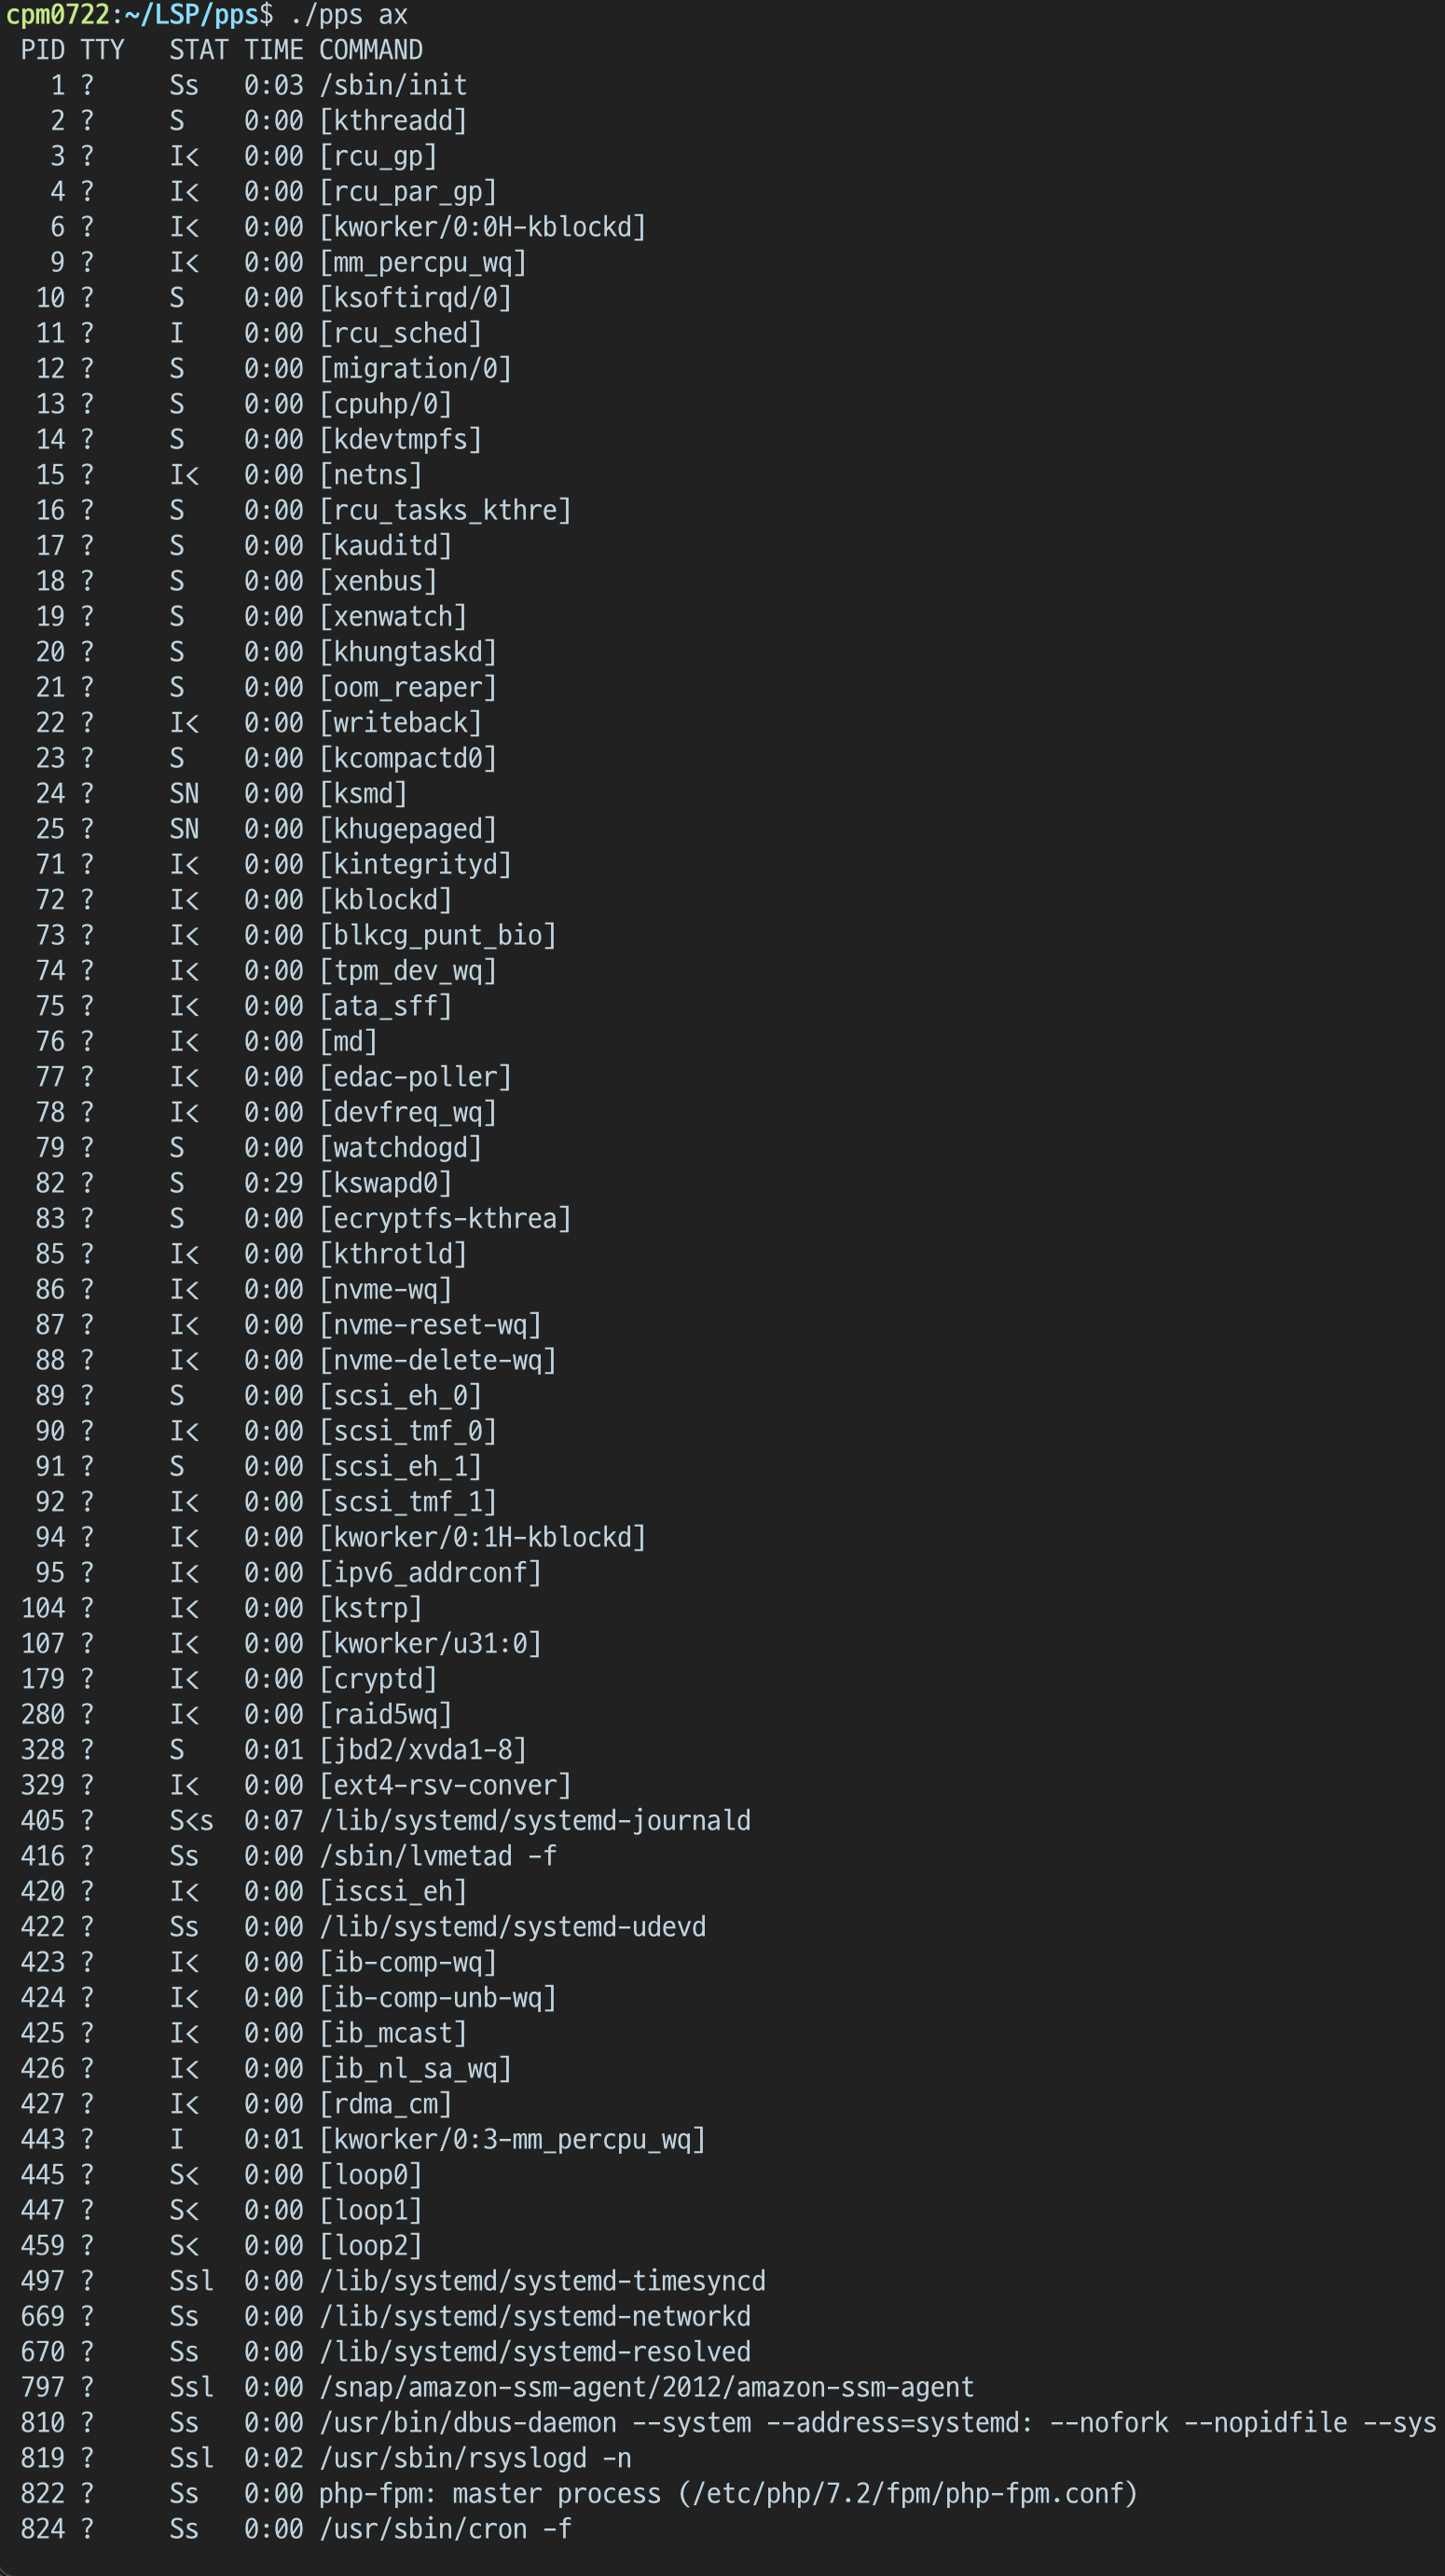 cpm0722:~/LSP/pps$ ./pps ax
 PID TTY   STAT TIME COMMAND
   1 ?     Ss   0:03 /sbin/init
   2 ?     S    0:00 [kthreadd]
   3 ?     I<   0:00 [rcu_gp]
   4 ?     I<   0:00 [rcu_par_gp]
   6 ?     I<   0:00 [kworker/0:0H-kblockd]
   9 ?     I<   0:00 [mm_percpu_wq]
  10 ?     S    0:00 [ksoftirqd/0]
  11 ?     I    0:00 [rcu_sched]
  12 ?     S    0:00 [migration/0]
  13 ?     S    0:00 [cpuhp/0]
  14 ?     S    0:00 [kdevtmpfs]
  15 ?     I<   0:00 [netns]
  16 ?     S    0:00 [rcu_tasks_kthre]
  17 ?     S    0:00 [kauditd]
  18 ?     S    0:00 [xenbus]
  19 ?     S    0:00 [xenwatch]
  20 ?     S    0:00 [khungtaskd]
  21 ?     S    0:00 [oom_reaper]
  22 ?     I<   0:00 [writeback]
  23 ?     S    0:00 [kcompactd0]
  24 ?     SN   0:00 [ksmd]
  25 ?     SN   0:00 [khugepaged]
  71 ?     I<   0:00 [kintegrityd]
  72 ?     I<   0:00 [kblockd]
  73 ?     I<   0:00 [blkcg_punt_bio]
  74 ?     I<   0:00 [tpm_dev_wq]
  75 ?     I<   0:00 [ata_sff]
  76 ?     I<   0:00 [md]
  77 ?     I<   0:00 [edac-poller]
  78 ?     I<   0:00 [devfreq_wq]
  79 ?     S    0:00 [watchdogd]
  82 ?     S    0:29 [kswapd0]
  83 ?     S    0:00 [ecryptfs-kthrea]
  85 ?     I<   0:00 [kthrotld]
  86 ?     I<   0:00 [nvme-wq]
  87 ?     I<   0:00 [nvme-reset-wq]
  88 ?     I<   0:00 [nvme-delete-wq]
  89 ?     S    0:00 [scsi_eh_0]
  90 ?     I<   0:00 [scsi_tmf_0]
  91 ?     S    0:00 [scsi_eh_1]
  92 ?     I<   0:00 [scsi_tmf_1]
  94 ?     I<   0:00 [kworker/0:1H-kblockd]
  95 ?     I<   0:00 [ipv6_addrconf]
 104 ?     I<   0:00 [kstrp]
 107 ?     I<   0:00 [kworker/u31:0]
 179 ?     I<   0:00 [cryptd]
 280 ?     I<   0:00 [raid5wq]
 328 ?     S    0:01 [jbd2/xvda1-8]
 329 ?     I<   0:00 [ext4-rsv-conver]
 405 ?     S<s  0:07 /lib/systemd/systemd-journald
 416 ?     Ss   0:00 /sbin/lvmetad -f
 420 ?     I<   0:00 [iscsi_eh]
 422 ?     Ss   0:00 /lib/systemd/systemd-udevd
 423 ?     I<   0:00 [ib-comp-wq]
 424 ?     I<   0:00 [ib-comp-unb-wq]
 425 ?     I<   0:00 [ib_mcast]
 426 ?     I<   0:00 [ib_nl_sa_wq]
 427 ?     I<   0:00 [rdma_cm]
 443 ?     I    0:01 [kworker/0:3-mm_percpu_wq]
 445 ?     S<   0:00 [loop0]
 447 ?     S<   0:00 [loop1]
 459 ?     S<   0:00 [loop2]
 497 ?     Ssl  0:00 /lib/systemd/systemd-timesyncd
 669 ?     Ss   0:00 /lib/systemd/systemd-networkd
 670 ?     Ss   0:00 /lib/systemd/systemd-resolved
 797 ?     Ssl  0:00 /snap/amazon-ssm-agent/2012/amazon-ssm-agent
 810 ?     Ss   0:00 /usr/bin/dbus-daemon --system --address=systemd: --nofork --nopidfile --sys
 819 ?     Ssl  0:02 /usr/sbin/rsyslogd -n
 822 ?     Ss   0:00 php-fpm: master process (/etc/php/7.2/fpm/php-fpm.conf)
 824 ?     Ss   0:00 /usr/sbin/cron -f